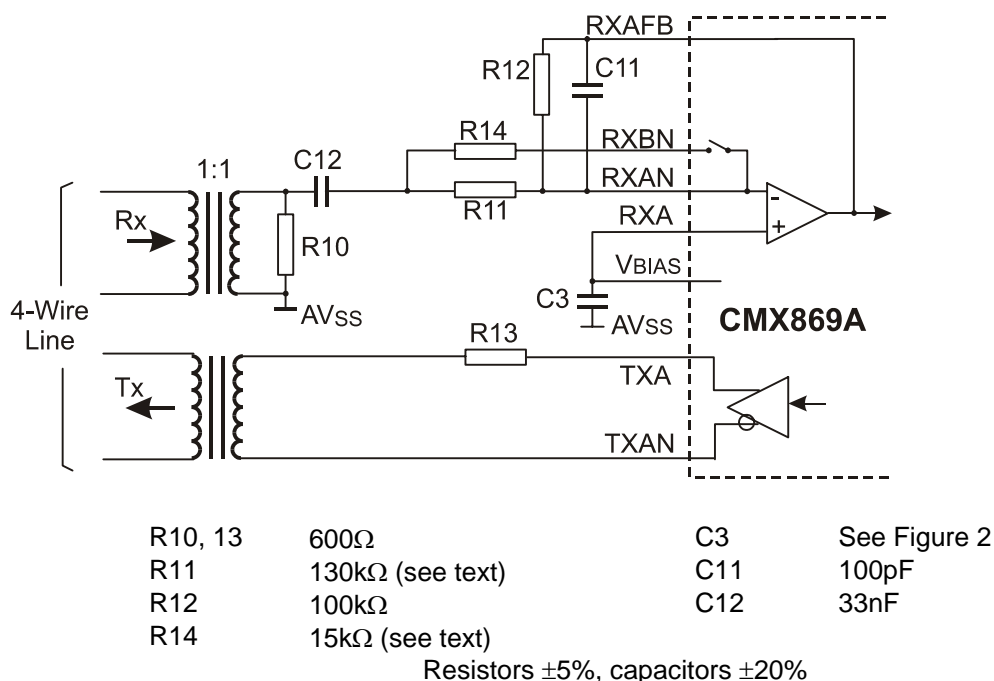 RXAFB
R12
C11
R14
RXBN
C12
1:1
RXAN
R11
Rx
RXA
R10
VBIAS
4-Wire
Line
AVSS
C3
AVSS
CMX869A
R13
Tx
TXA
TXAN
R10, 13 600Ω C3 See Figure 2
R11 130kΩ (see text) C11 100pF
R12 100kΩ C12 33nF
R14 15kΩ (see text)
Resistors ±5%, capacitors ±20%